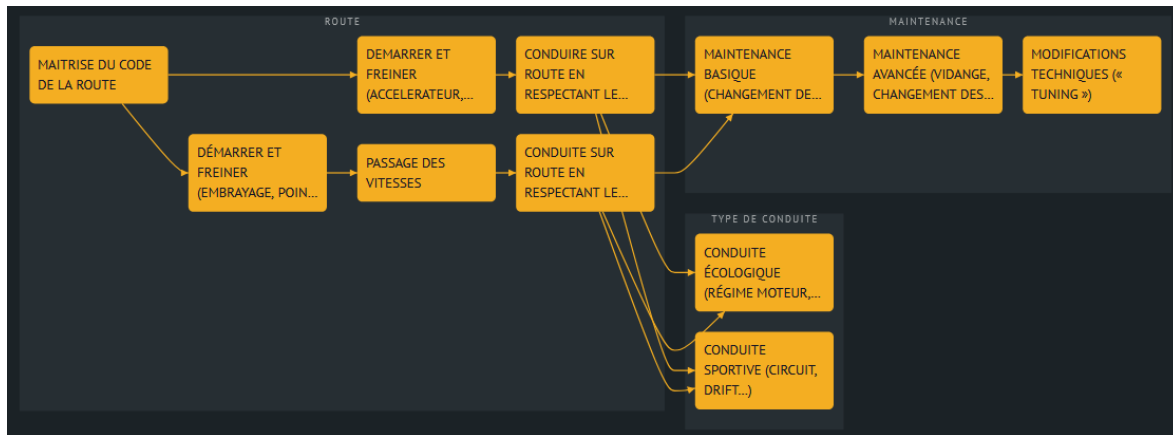 ROUTE
MAITRISE DU CODE
DE LA ROUTE
DEMARRER ET
FREINER
(ACCELERATEUR,...
CONDUIRE SUR
ROUTE EN
RESPECTANT LE...
DÉMARRER ET
FREINER
(EMBRAYAGE, POIN...
PASSAGE DES
VITESSES
CONDUITE SUR
ROUTE EN
RESPECTANT LE...
MAINTENANCE
MAINTENANCE
BASIQUE
(CHANGEMENT DE...
MAINTENANCE
AVANCÉE (VIDANGE,
CHANGEMENT DES...
MODIFICATIONS
TECHNIQUES («
TUNING »)
TYPE DE CONDUITE
CONDUITE
ÉCOLOGIQUE
(RÉGIME MOTEUR,...
CONDUITE
SPORTIVE (CIRCUIT,
DRIFT...)